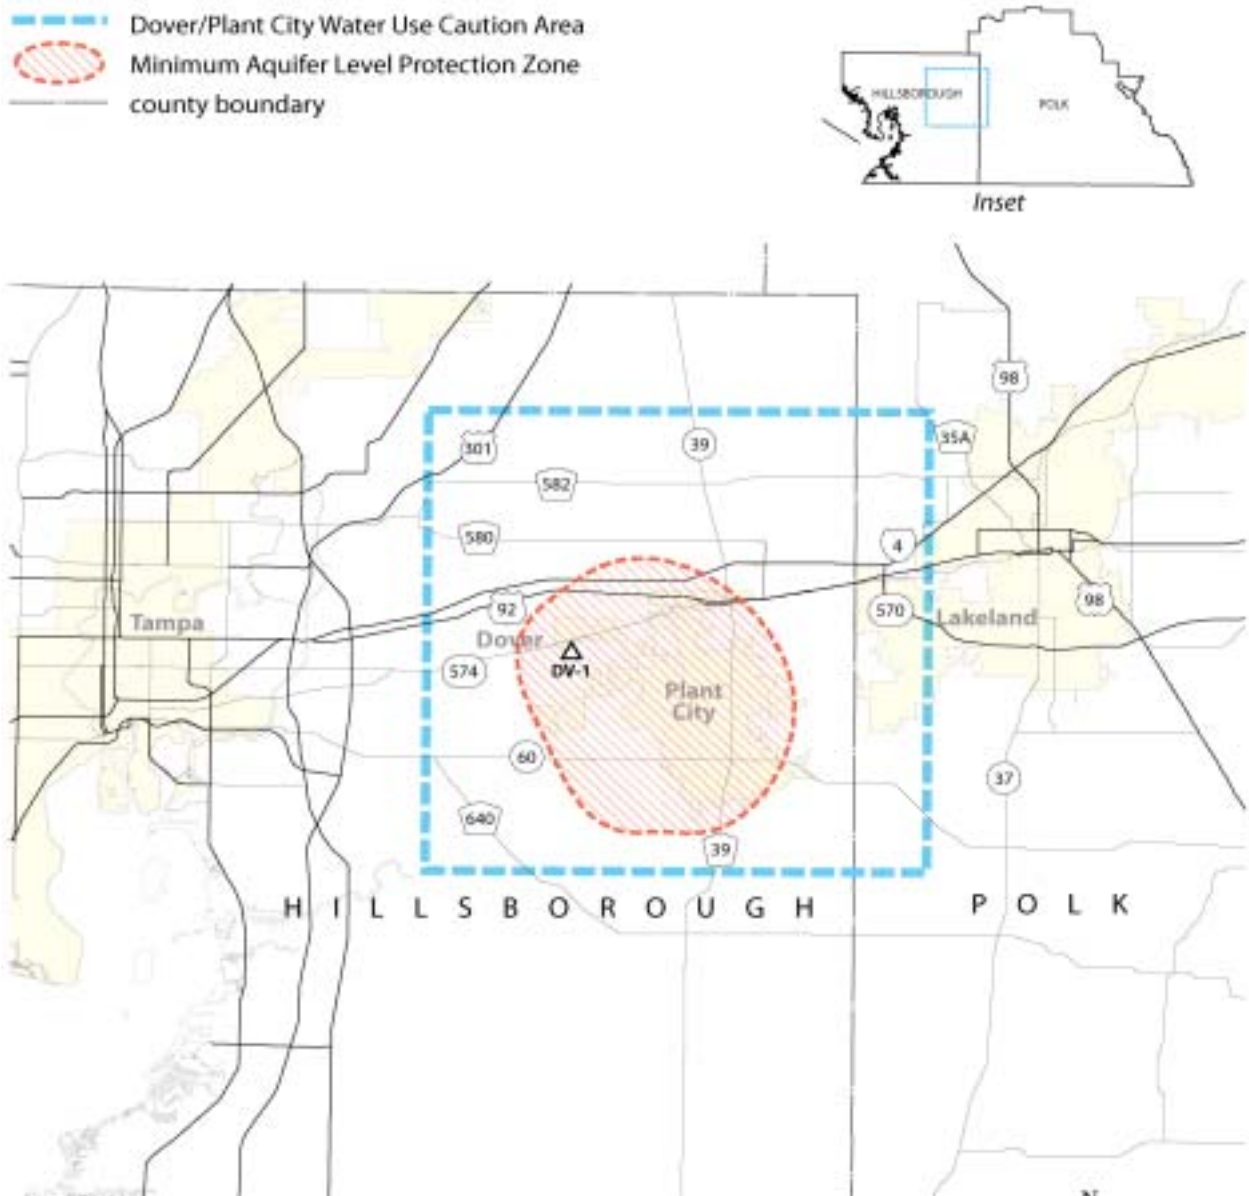 Dover/Plant City Water Use Caution Area
Minimum Aquifer Level Protection Zone
county boundary
HILLSBOROUGH
POLK
Inset
98
301
39
35A
582
580
4
92
570
98
Tampa
Dover
Lakeland
574
DV-1
Plant
City
60
37
640
39
HILLSBOROUGH
POLK